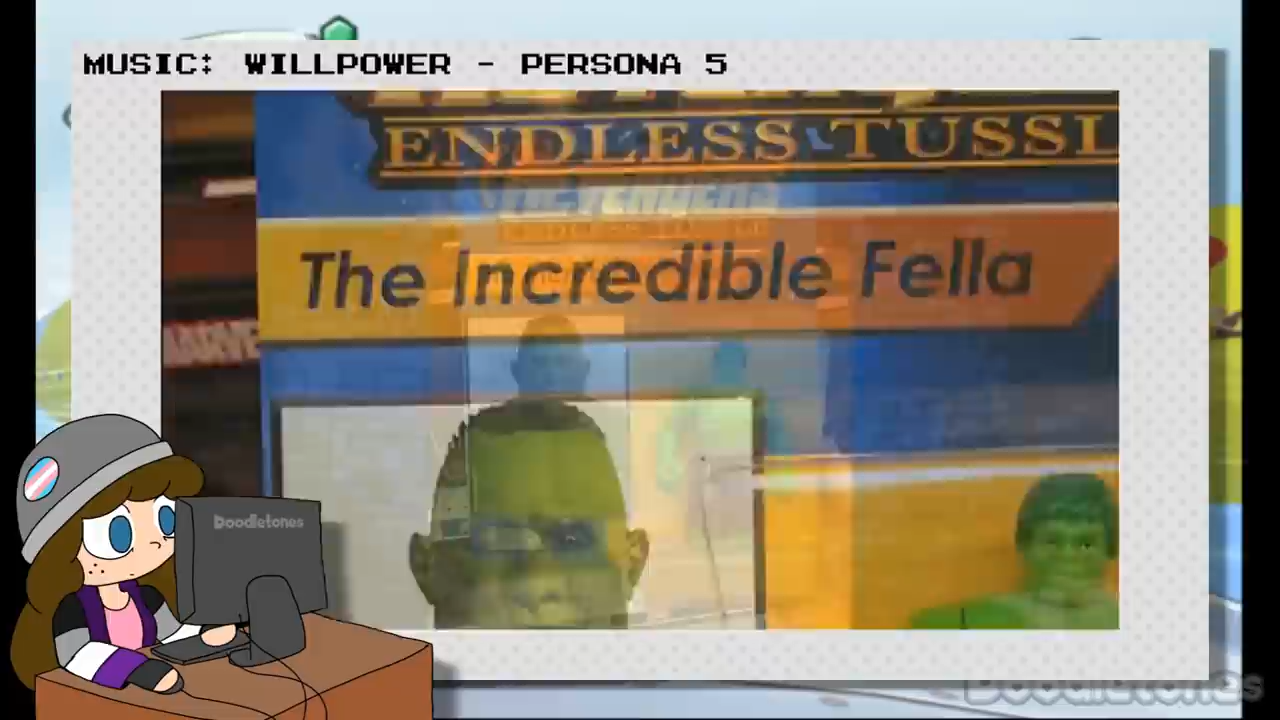 MUSIC: WILLPOWER - PERSONA 5
ENDLESS TUSSL
The Incredible Fella
Doodletones
Doodletones